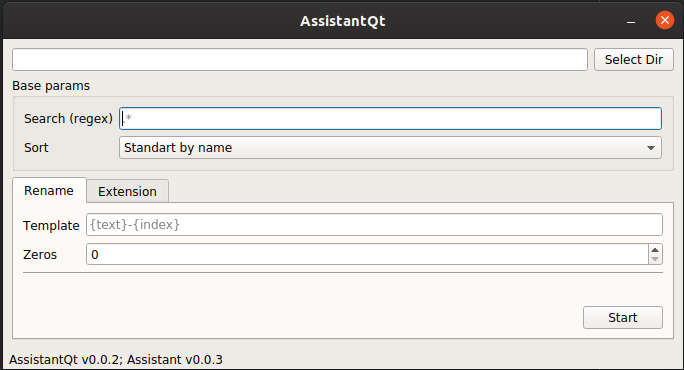 AssistantQt
Select Dir
Base params
Search (regex) .*
Sort Standart by name
Rename Extension
Template {text}-{index}
Zeros 0
Start
AssistantQt v0.0.2; Assistant v0.0.3